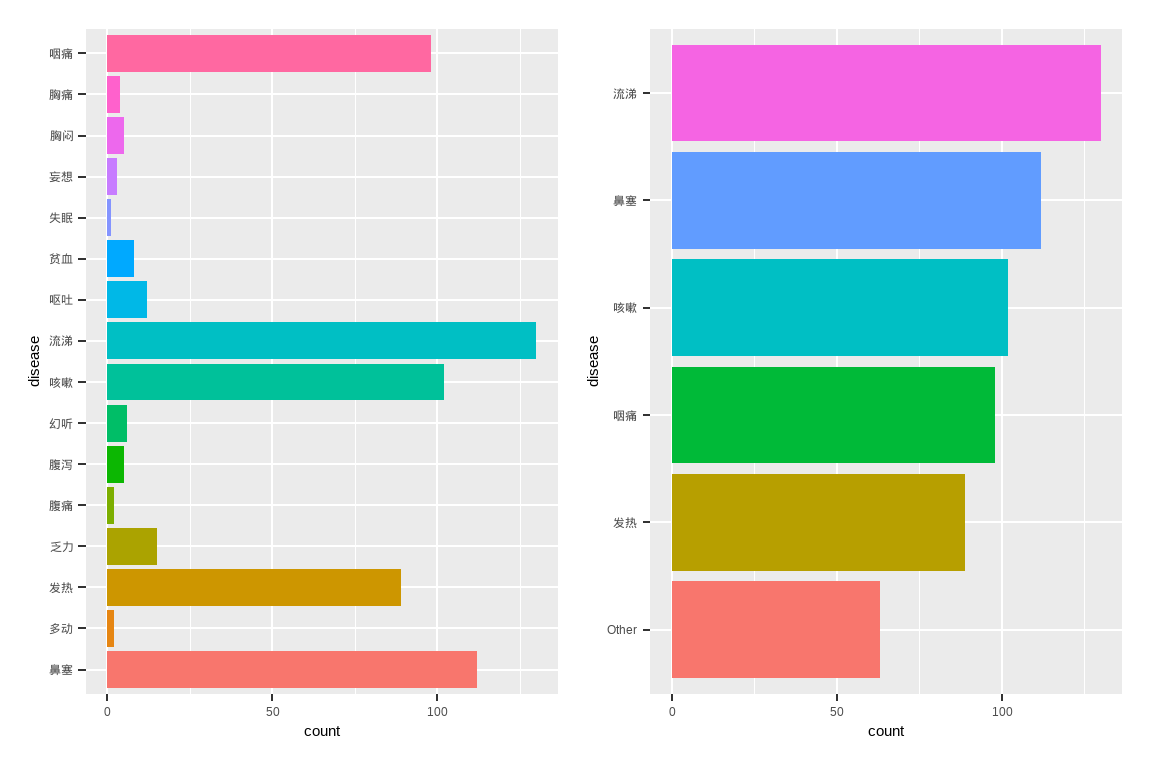 disease
咽痛
胸痛
胸闷
妄想
失眠
贫血
呕吐
流涕
咳嗽
幻听
腹泻
腹痛
乏力
发热
多动
鼻塞
0 50 100
count
disease
流涕
鼻塞
咳嗽
咽痛
发热
Other
0 50 100
count